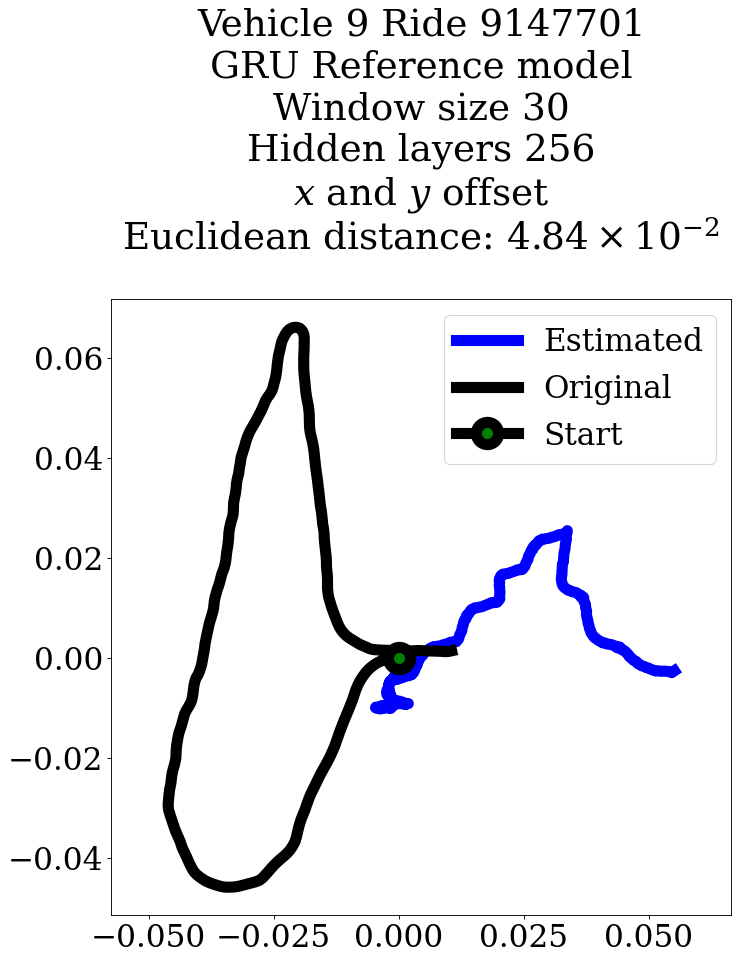 Vehicle 9 Ride 9147701
GRU Reference model
Window size 30
Hidden layers 256
x and y offset
Euclidean distance: 4.84 × 10⁻²
Estimated
Original
Start
0.06
0.04
0.02
0.00
−0.02
−0.04
−0.050 −0.025 0.000 0.025 0.050